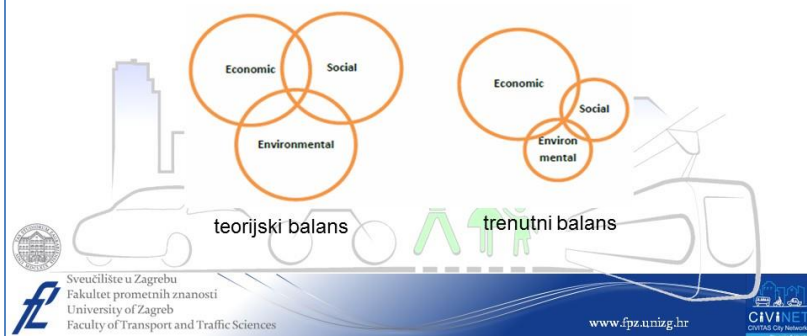 Economic
Social
Environmental
teorijski balans
Economic
Social
Environ
mental
trenutni balans
Sveučilište u Zagrebu
Fakultet prometnih znanosti
University of Zagreb
Faculty of Transport and Traffic Sciences
www.fpz.unizg.hr
CIVINET
CIVITAS City Network